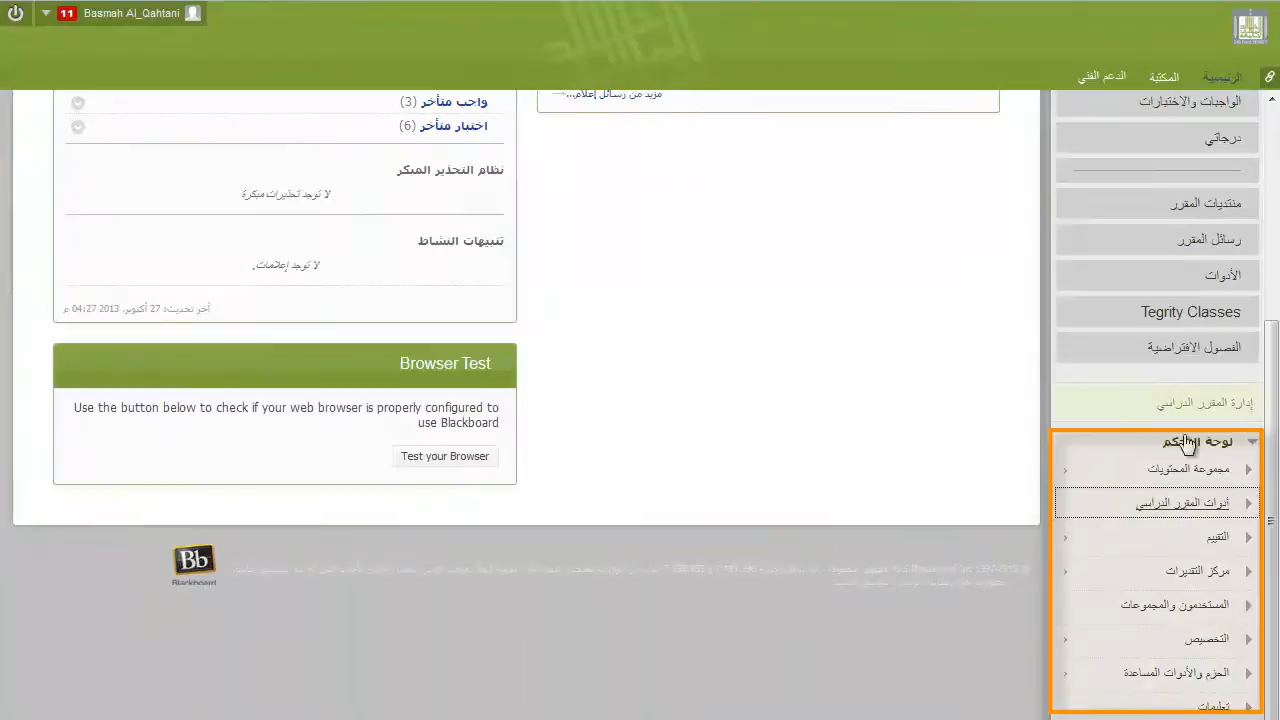 11 Basmah Al_Qahtani
الرئيسية
المكتبة
الدعم الفني
الواجبات والاختبارات
درجاتي
منتديات المقرر
رسائل المقرر
الأدوات
Tegrity Classes
الفصول الافتراضية
إدارة المقرر الدراسي
لوحة
مجموعة المحتويات
أدوات المقرر الدراسي
التقييم
مركز التقديرات
المستخدمون والمجموعات
التخصيص
الحزم والأدوات المساعدة
تعليمات
مزيد من رسائل إعلام...
واجب متأخر (3)
اختبار متأخر (6)
نظام التحذير المبكر
لا توجد تحذيرات مبكرة
تنبيهات النشاط
لا توجد إعلامات.
آخر تحديث: 27 أكتوبر، 2013 04:27 م
Browser Test
Use the button below to check if your web browser is properly configured to
use Blackboard
Test your Browser
Bb
Blackboard